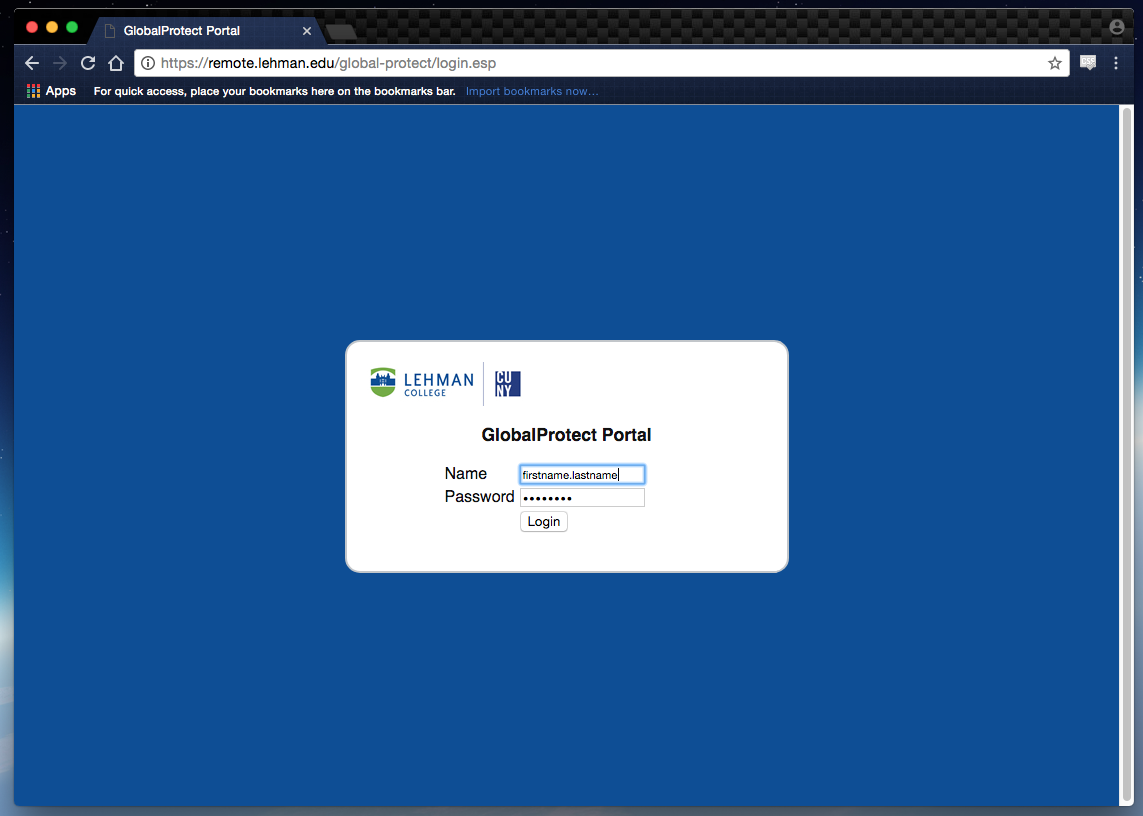 GlobalProtect Portal
https://remote.lehman.edu/global-protect/login.esp
GSP
Apps For quick access, place your bookmarks here on the bookmarks bar. Import bookmarks now...
LEHMAN
COLLEGE
CU
NY
GlobalProtect Portal
Name firstname.lastname
Password ••••••••
Login